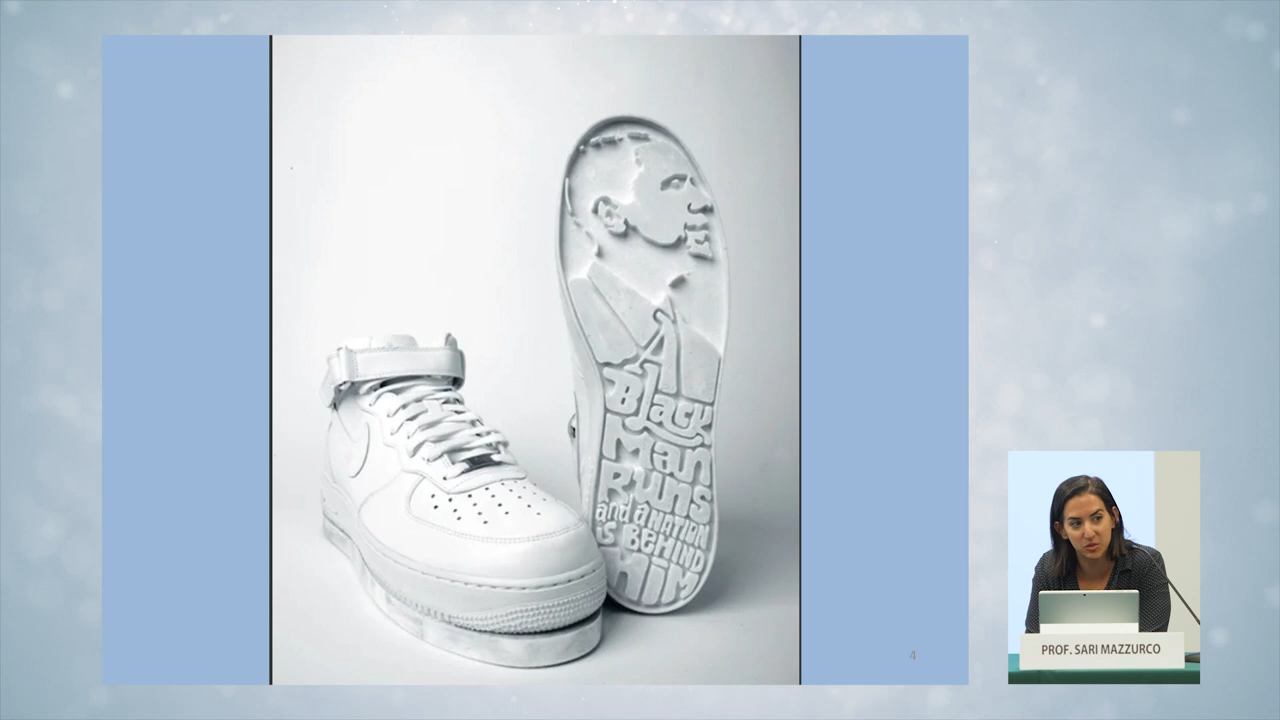 A
Black
Man
Runs
and a NATION
is BEHIND
HiM
4
PROF. SARI MAZZURCO